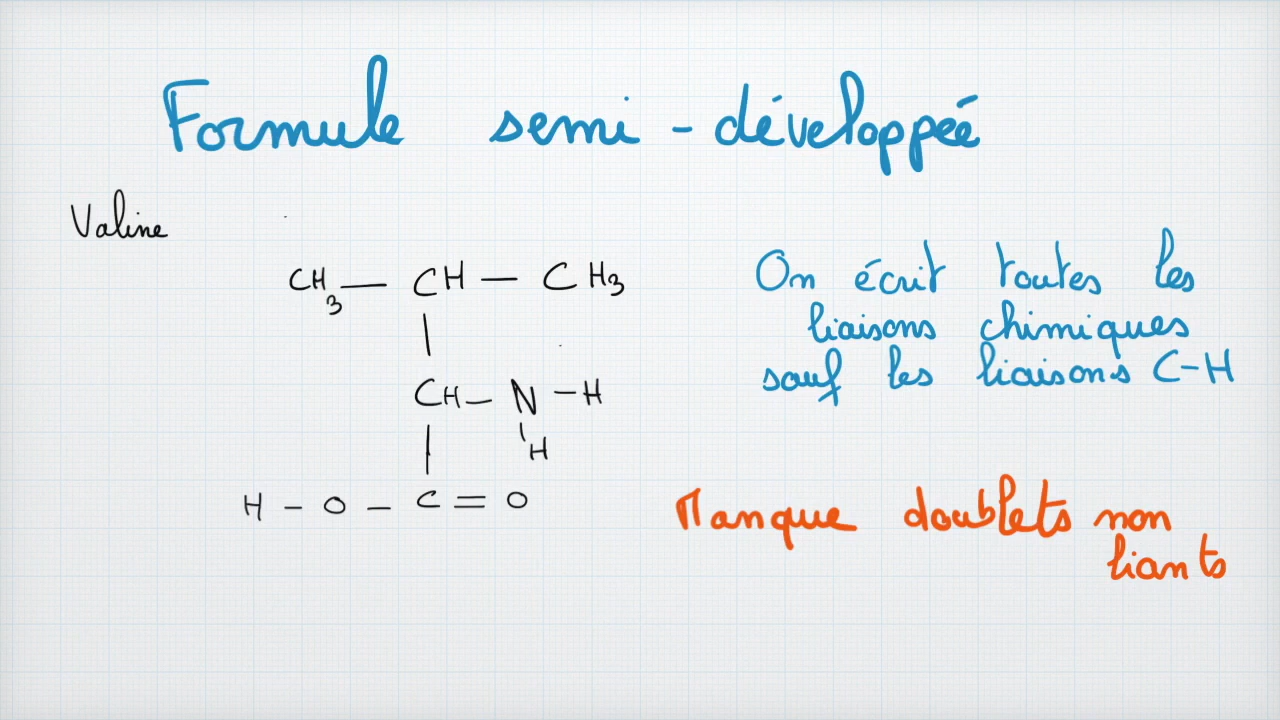 Formule semi-développée
Valine
CH3 — CH — CH3
CH — N — H
H
H — O — C = O
On écrit toutes les
liaisons chimiques
sauf les liaisons C-H
Manque doublets non
liants